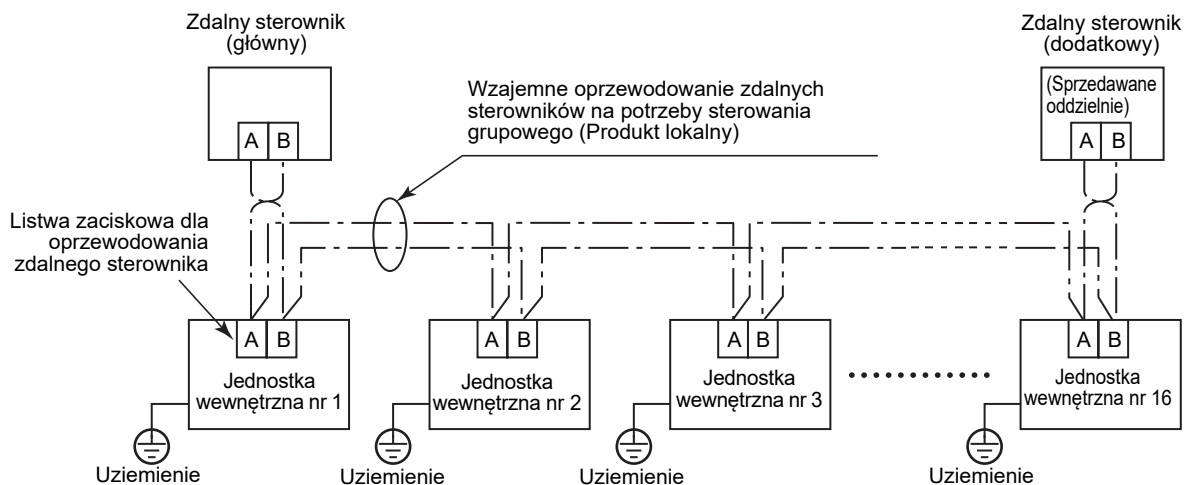 Zdalny sterownik
(główny)
Zdalny sterownik
(dodatkowy)
(Sprzedawane
oddzielnie)
A B
A B
Wzajemne oprzewodowanie zdalnych
sterowników na potrzeby sterowania
grupowego (Produkt lokalny)
Listwa zaciskowa dla
oprzewodowania
zdalnego sterownika
A B
A B
A B
A B
Jednostka
wewnętrzna nr 1
Jednostka
wewnętrzna nr 2
Jednostka
wewnętrzna nr 3
Jednostka
wewnętrzna nr 16
Uziemienie
Uziemienie
Uziemienie
Uziemienie